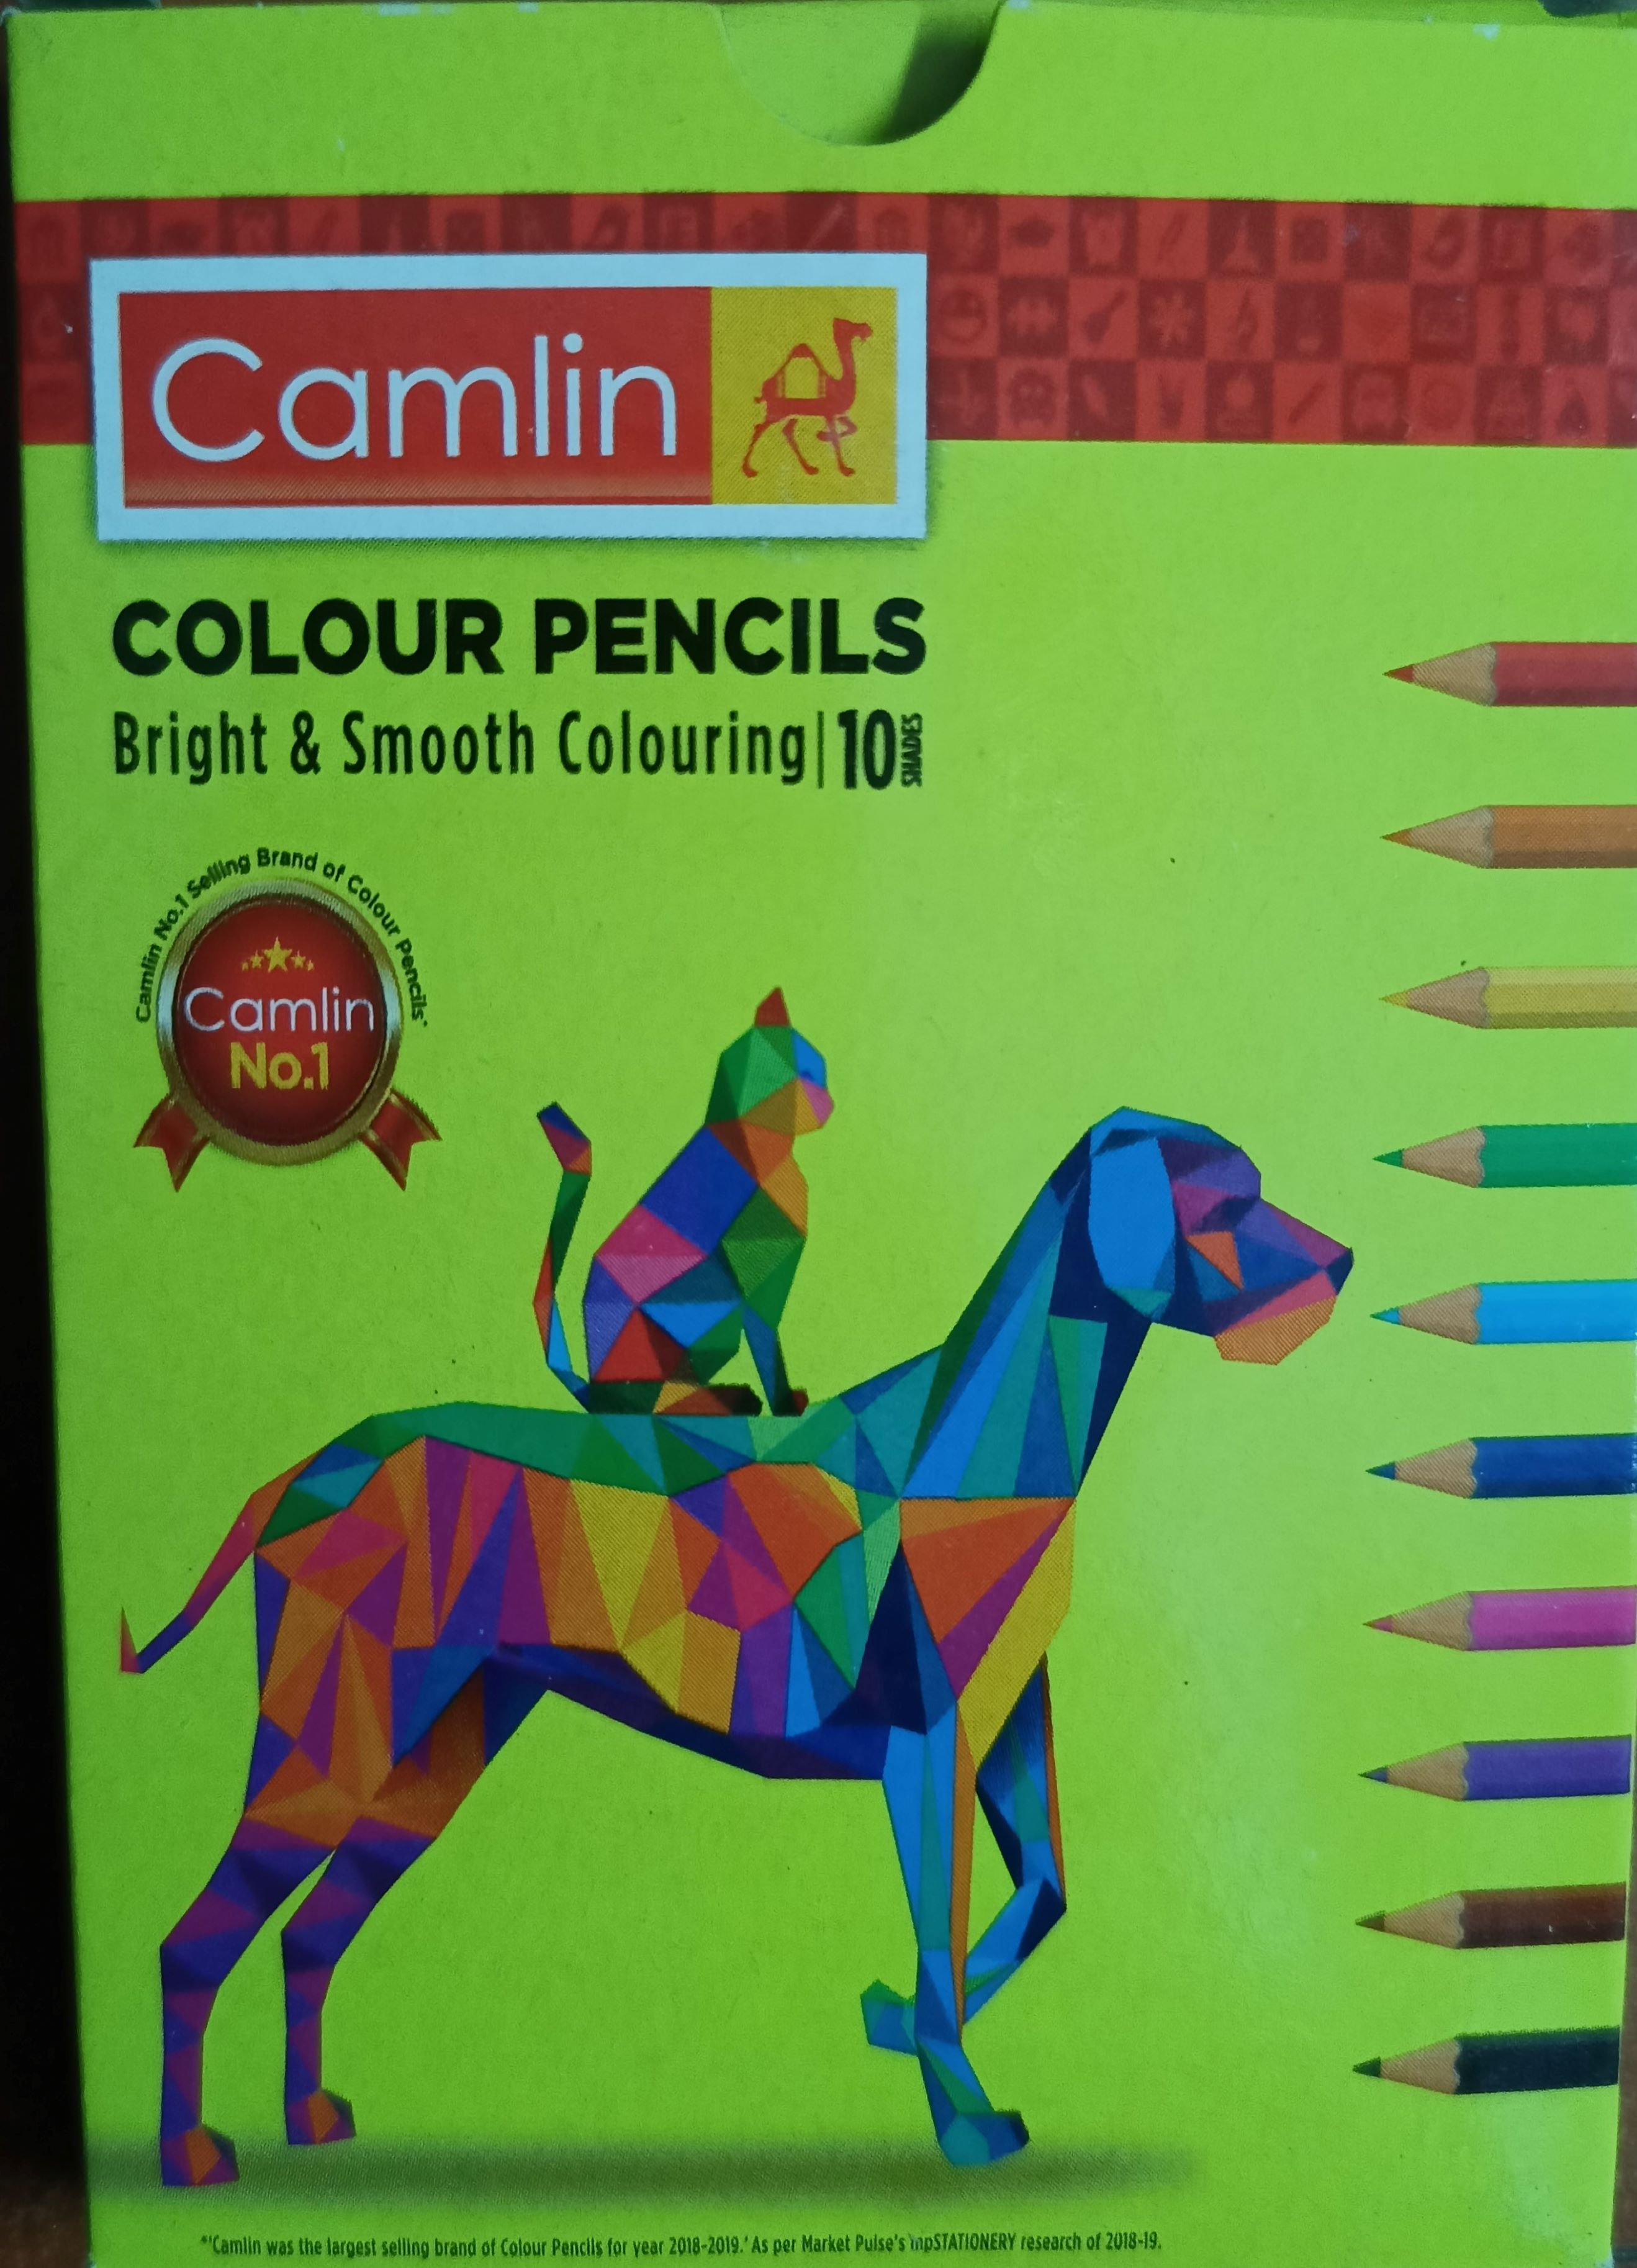 Camlin
COLOUR PENCILS
Bright & Smooth Colouring|10 SHADES
Camlin No.1 Selling Brand of Colour Pencils*
Camlin
No.1
*'Camlin was the largest selling brand of Colour Pencils for year 2018-2019.' As per Market Pulse's 'mpSTATIONERY research of 2018-19.